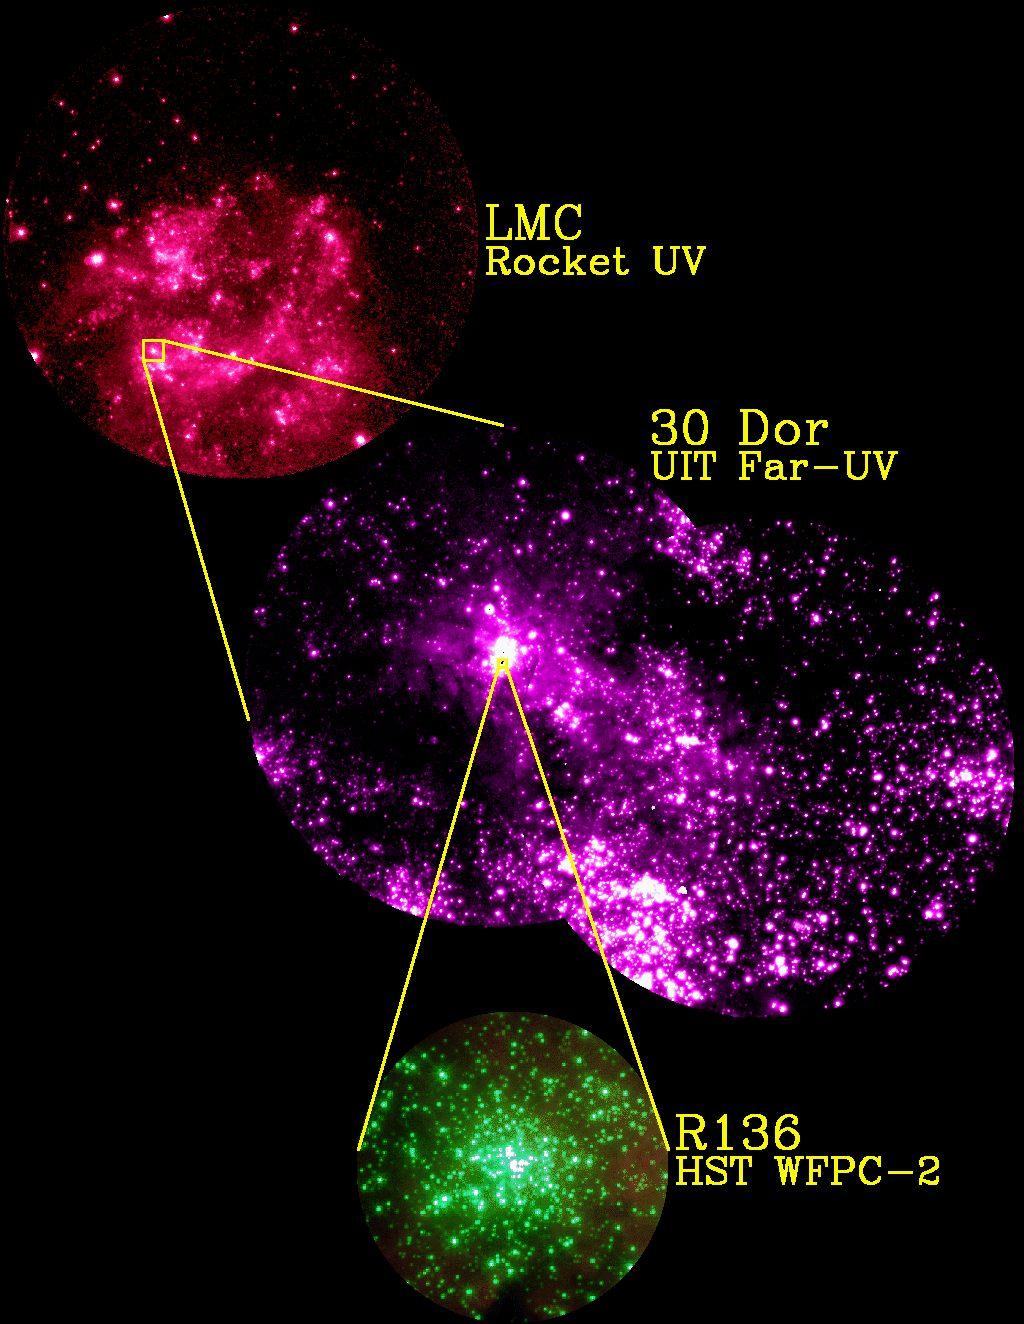 LMC
Rocket UV
30 Dor
UIT Far-UV
R136
HST WFPC-2